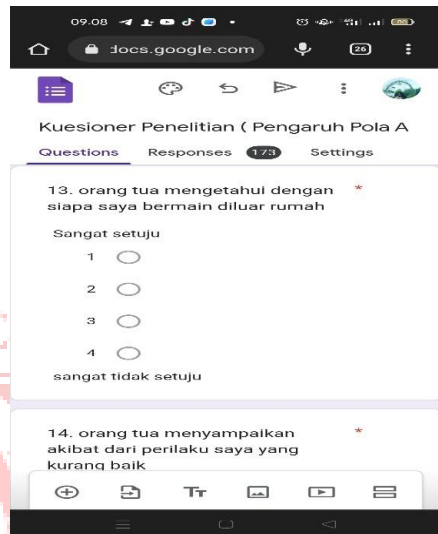 09.08
docs.google.com
26
Kuesioner Penelitian ( Pengaruh Pola A
Questions Responses 173 Settings
13. orang tua mengetahui dengan *
siapa saya bermain diluar rumah
Sangat setuju
1
2
3
4
sangat tidak setuju
14. orang tua menyampaikan *
akibat dari perilaku saya yang
kurang baik
Tт